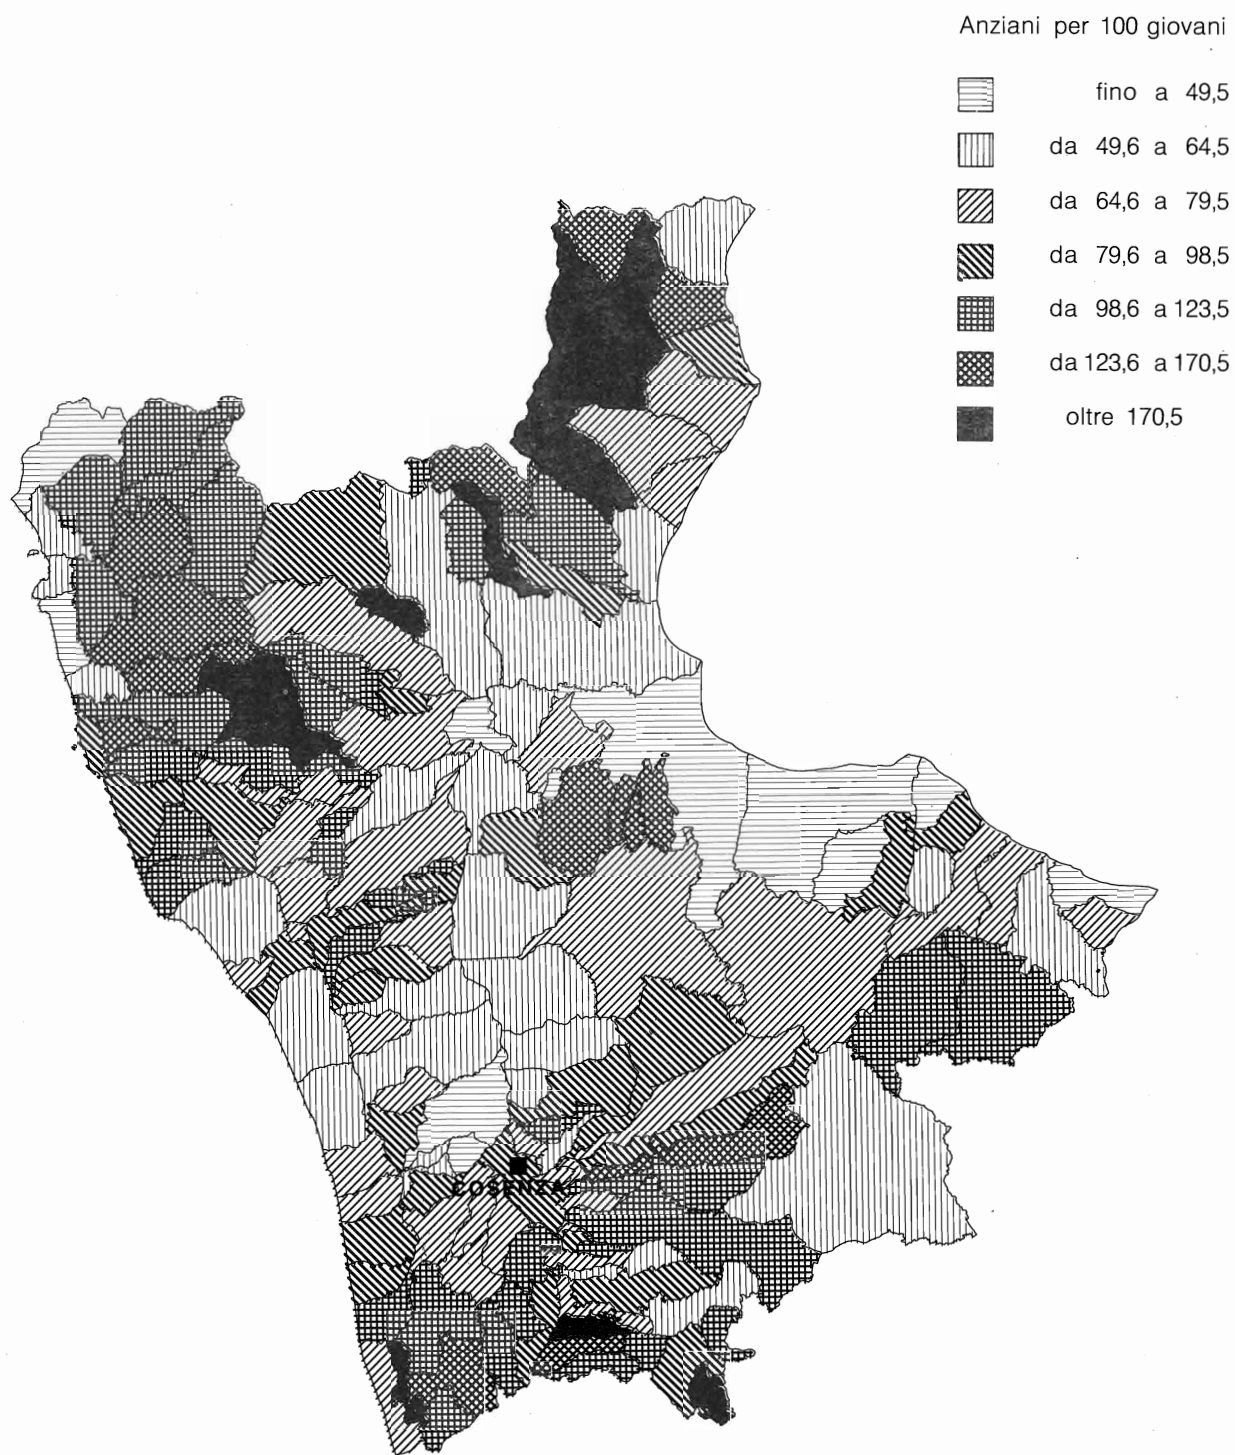 Anziani per 100 giovani
fino a 49,5
da 49,6 a 64,5
da 64,6 a 79,5
da 79,6 a 98,5
da 98,6 a 123,5
da 123,6 a 170,5
oltre 170,5
COSENZA